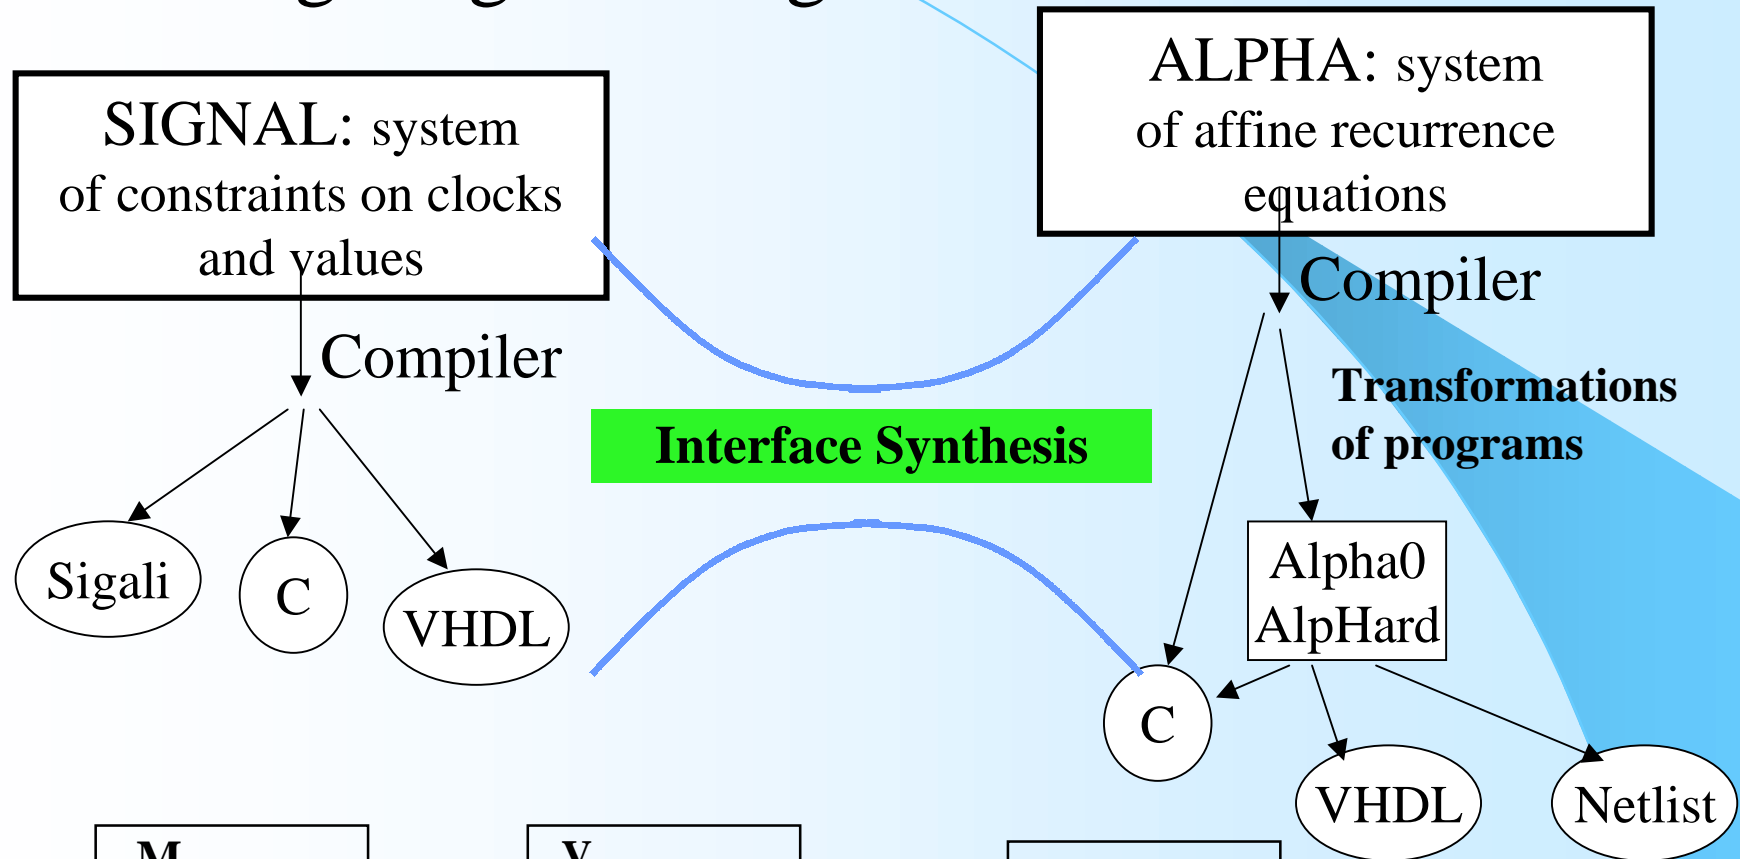 SIGNAL: system
of constraints on clocks
and values
Compiler
Sigali
C
VHDL
Interface Synthesis
ALPHA: system
of affine recurrence
equations
Compiler
Transformations
of programs
Alpha0
AlpHard
C
VHDL
Netlist
M
V